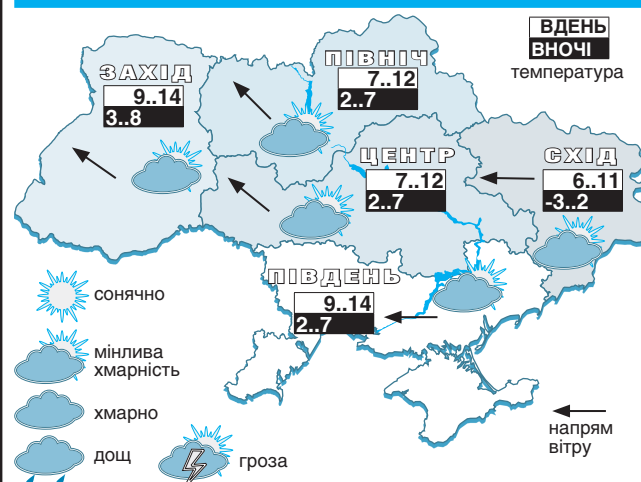 ВДЕНЬ
ВНОЧІ
температура
ПІВНІЧ
7..12
2..7
ЗАХІД
9..14
3..8
ЦЕНТР
7..12
2..7
СХІД
6..11
-3..2
ПІВДЕНЬ
9..14
2..7
сонячно
мінлива
хмарність
хмарно
дощ
гроза
напрям
вітру